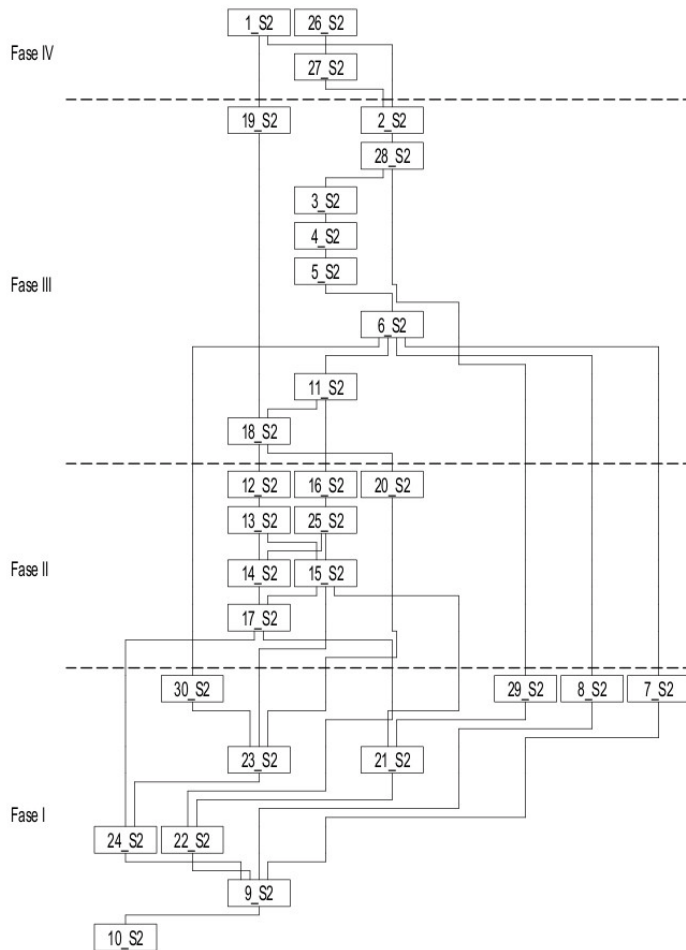 1_S2 26_S2
Fase IV
27_S2
19_S2 2_S2
28_S2
3_S2
4_S2
5_S2
Fase III
6_S2
11_S2
18_S2
12_S2 16_S2 20_S2
13_S2 25_S2
Fase II
14_S2 15_S2
17_S2
30_S2 29_S2 8_S2 7_S2
23_S2 21_S2
Fase I
24_S2 22_S2
9_S2
10_S2